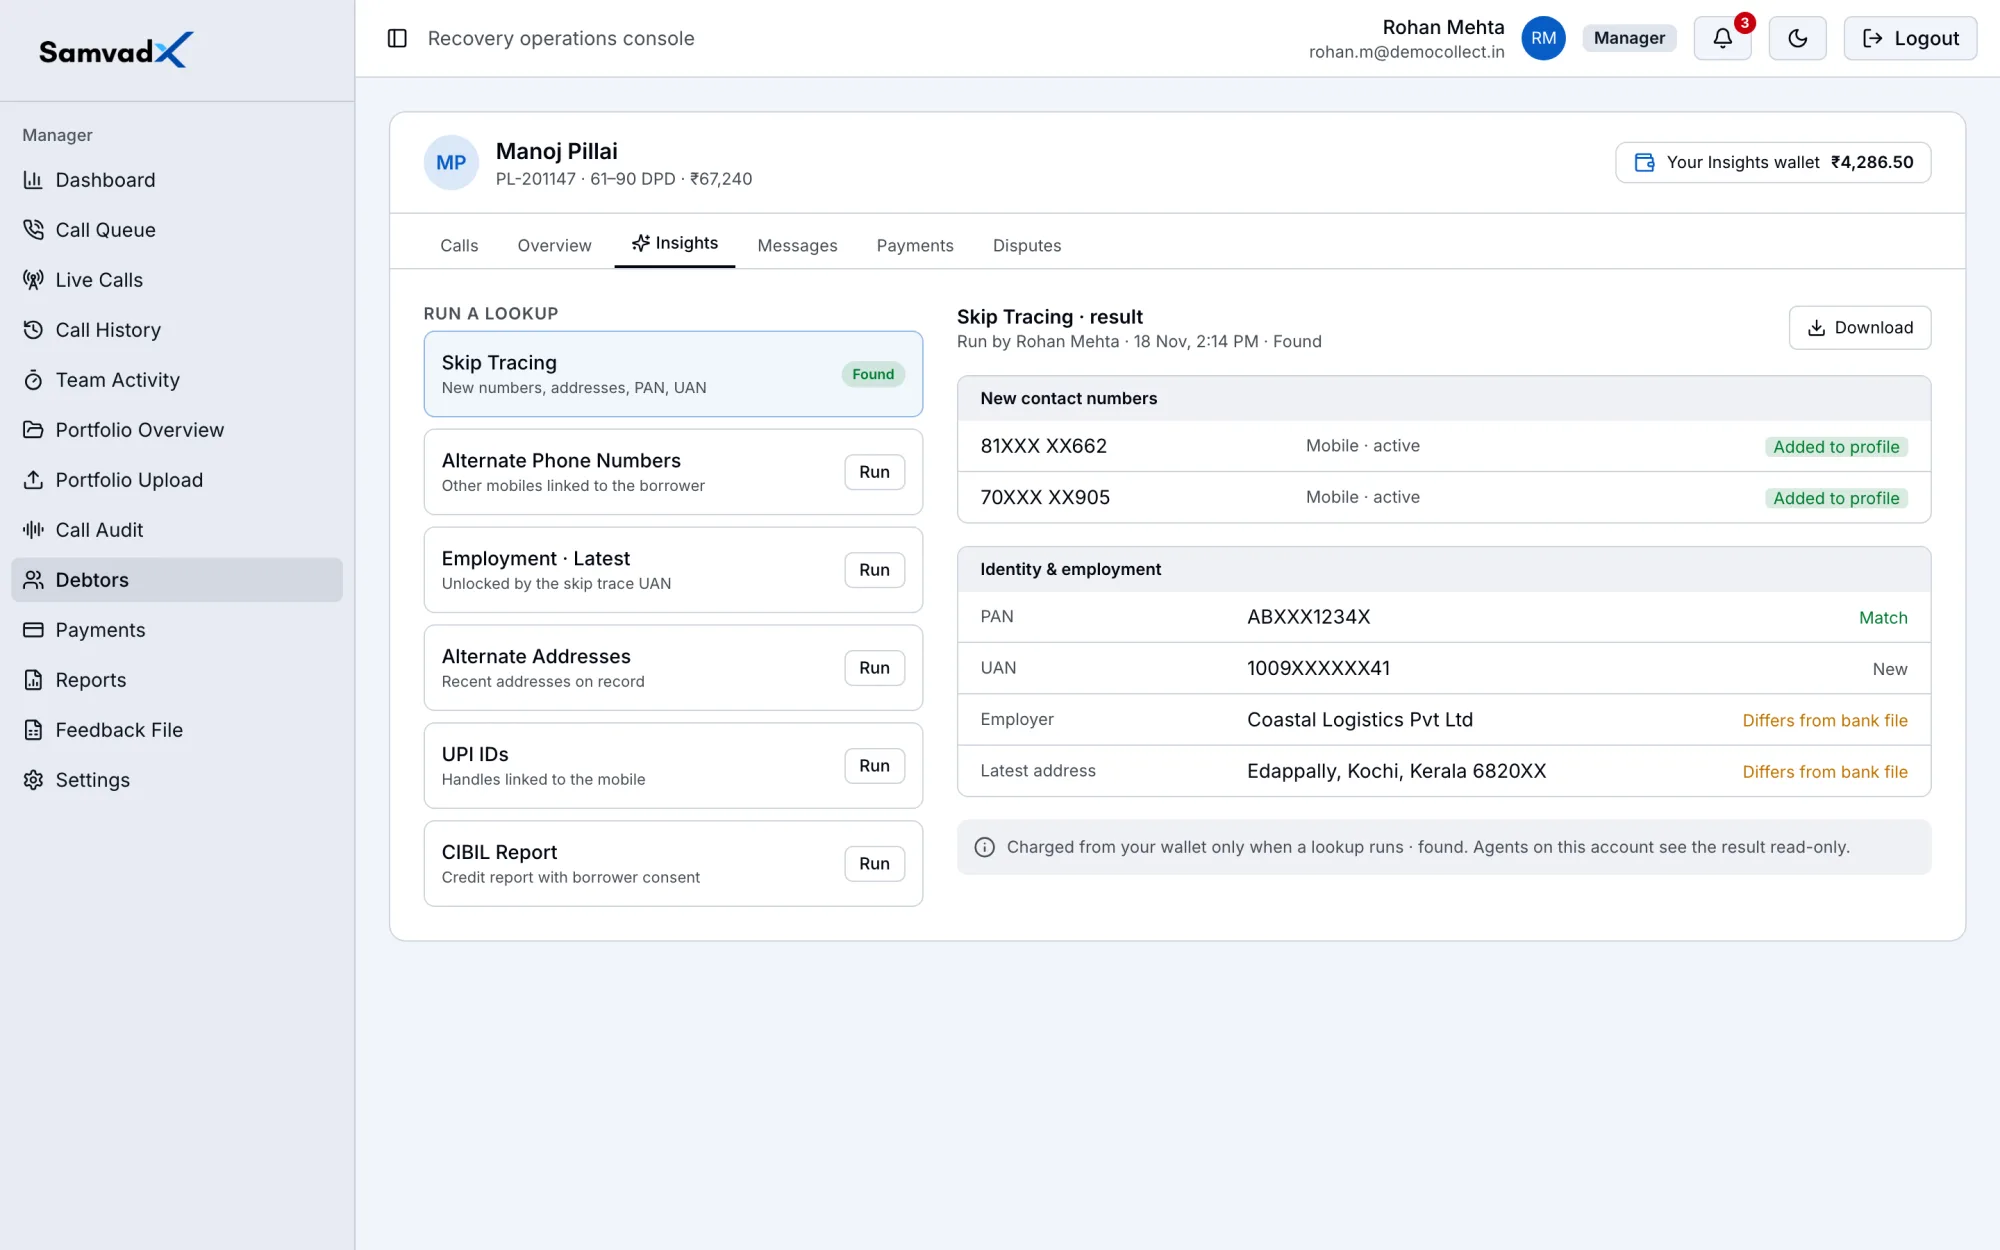 SamvadX
Recovery operations console
Rohan Mehta
rohan.m@democollect.in
RM
Manager
3
Logout
Manager
Dashboard
Call Queue
Live Calls
Call History
Team Activity
Portfolio Overview
Portfolio Upload
Call Audit
Debtors
Payments
Reports
Feedback File
Settings
MP
Manoj Pillai
PL-201147 · 61–90 DPD · ₹67,240
Your Insights wallet ₹4,286.50
Calls Overview Insights Messages Payments Disputes
RUN A LOOKUP
Skip Tracing
New numbers, addresses, PAN, UAN
Found
Alternate Phone Numbers
Other mobiles linked to the borrower
Run
Employment · Latest
Unlocked by the skip trace UAN
Run
Alternate Addresses
Recent addresses on record
Run
UPI IDs
Handles linked to the mobile
Run
CIBIL Report
Credit report with borrower consent
Run
Skip Tracing · result
Run by Rohan Mehta · 18 Nov, 2:14 PM · Found
Download
New contact numbers
81XXX XX662 Mobile · active Added to profile
70XXX XX905 Mobile · active Added to profile
Identity & employment
PAN ABXXX1234X Match
UAN 1009XXXXXX41 New
Employer Coastal Logistics Pvt Ltd Differs from bank file
Latest address Edappally, Kochi, Kerala 6820XX Differs from bank file
Charged from your wallet only when a lookup runs · found. Agents on this account see the result read-only.